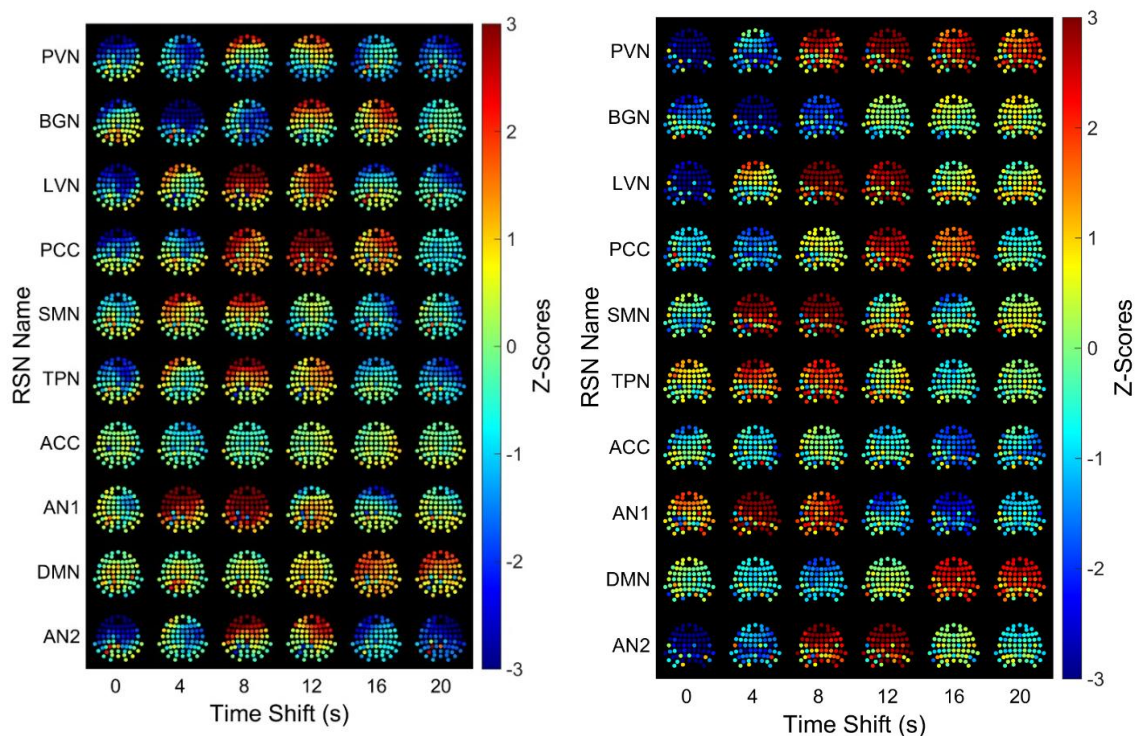 PVN
BGN
LVN
PCC
SMN
TPN
ACC
AN1
DMN
AN2
RSN Name
0 4 8 12 16 20
Time Shift (s)
3
2
1
0
-1
-2
-3
Z-Scores
PVN
BGN
LVN
PCC
SMN
TPN
ACC
AN1
DMN
AN2
RSN Name
0 4 8 12 16 20
Time Shift (s)
3
2
1
0
-1
-2
-3
Z-Scores